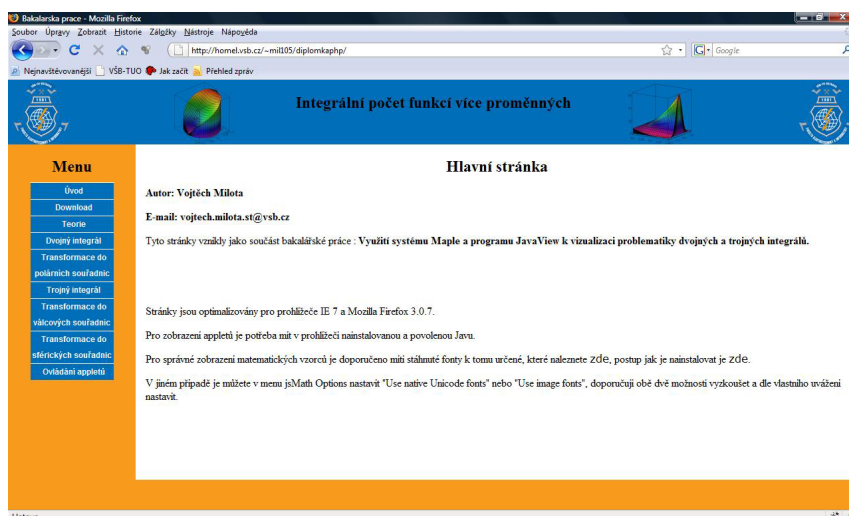 Bakalarska prace - Mozilla Firefox
Soubor Úpravy Zobrazit Historie Záložky Nástroje Nápověda
http://homel.vsb.cz/~mil105/diplomkaphp/
Google
Nejnavštěvovanější VŠB-TUO Jak začít Přehled zpráv
Integrální počet funkcí více proměnných
Menu
Úvod
Download
Teorie
Dvojný integrál
Transformace do
polárních souřadnic
Trojný integrál
Transformace do
válcových souřadnic
Transformace do
sférických souřadnic
Ovládání appletů
Hlavní stránka
Autor: Vojtěch Milota
E-mail: vojtech.milota.st@vsb.cz
Tyto stránky vznikly jako součást bakalářské práce : Využití systému Maple a programu JavaView k vizualizaci problematiky dvojných a trojných integrálů.
Stránky jsou optimalizovány pro prohlížeče IE 7 a Mozilla Firefox 3.0.7.
Pro zobrazení appletů je potřeba mít v prohlížeči nainstalovanou a povolenou Javu.
Pro správné zobrazení matematických vzorců je doporučeno míti stáhnuté fonty k tomu určené, které naleznete zde, postup jak je nainstalovat je zde.
V jiném případě je můžete v menu jsMath Options nastavit "Use native Unicode fonts" nebo "Use image fonts", doporučuji obě dvě možnosti vyzkoušet a dle vlastního uvážení
nastavit.